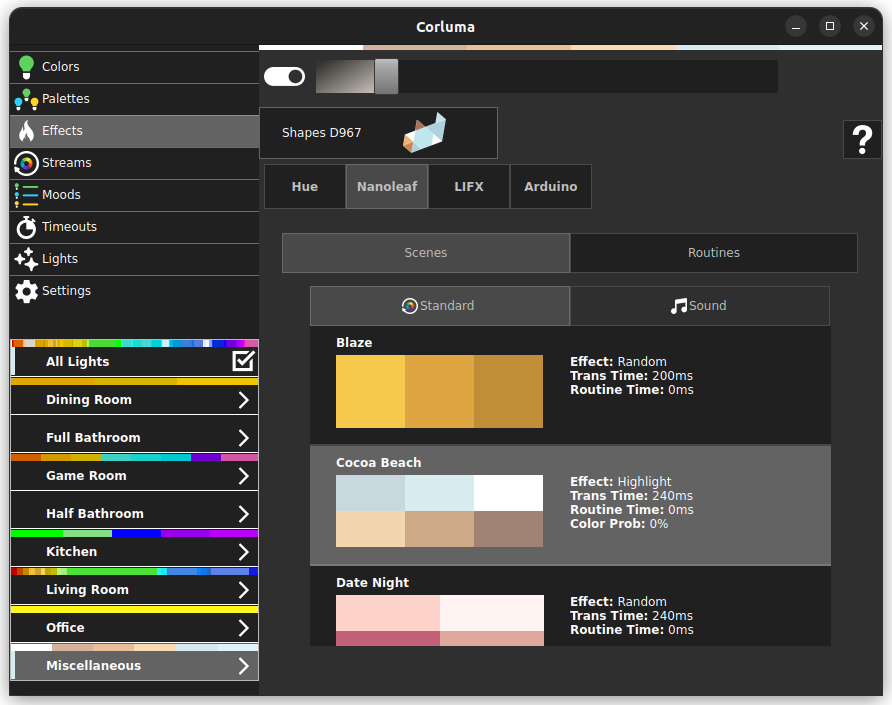 Corluma
Colors
Palettes
Effects
Streams
Moods
Timeouts
Lights
Settings
All Lights
Dining Room
Full Bathroom
Game Room
Half Bathroom
Kitchen
Living Room
Office
Miscellaneous
Shapes D967
?
Hue Nanoleaf LIFX Arduino
Scenes Routines
Standard Sound
Blaze
Effect: Random
Trans Time: 200ms
Routine Time: 0ms
Cocoa Beach
Effect: Highlight
Trans Time: 240ms
Routine Time: 0ms
Color Prob: 0%
Date Night
Effect: Random
Trans Time: 240ms
Routine Time: 0ms